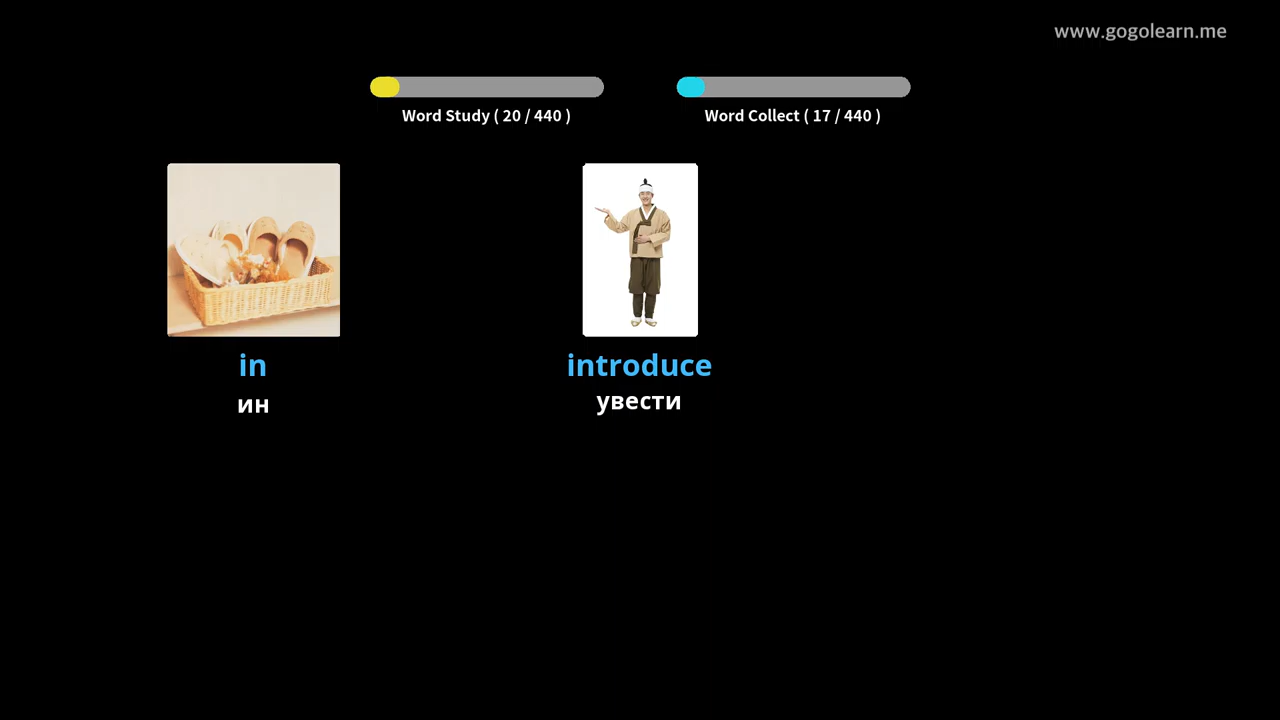 www.gogolearn.me
Word Study ( 20 / 440 )
Word Collect ( 17 / 440 )
in
ин
introduce
увести